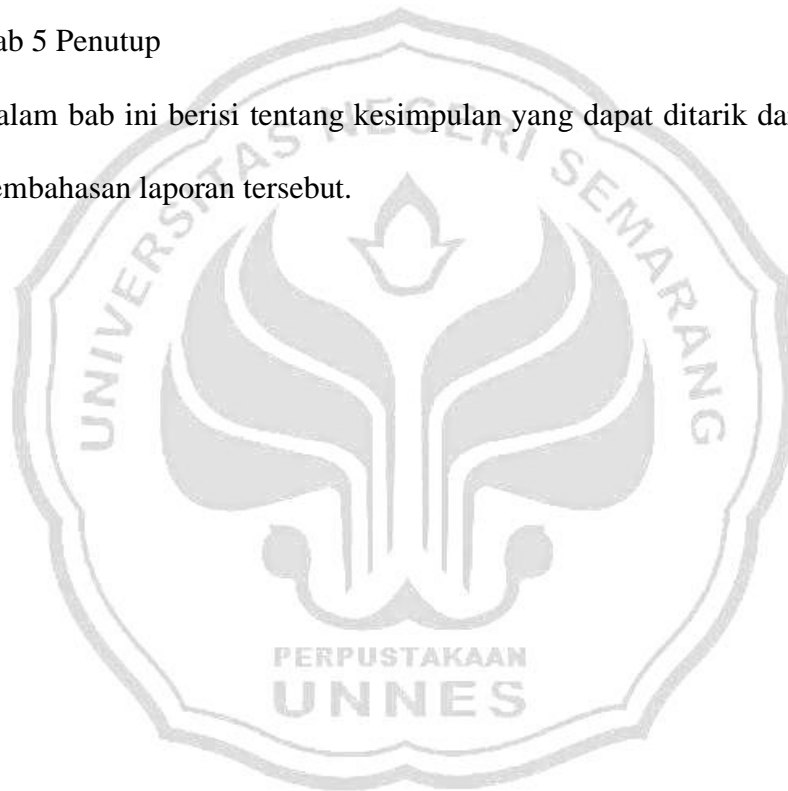 ab 5 Penutup
alam bab ini berisi tentang kesimpulan yang dapat ditarik da
embahasan laporan tersebut.
UNIVERSITAS NEGERI SEMARANG
PERPUSTAKAAN
UNNES